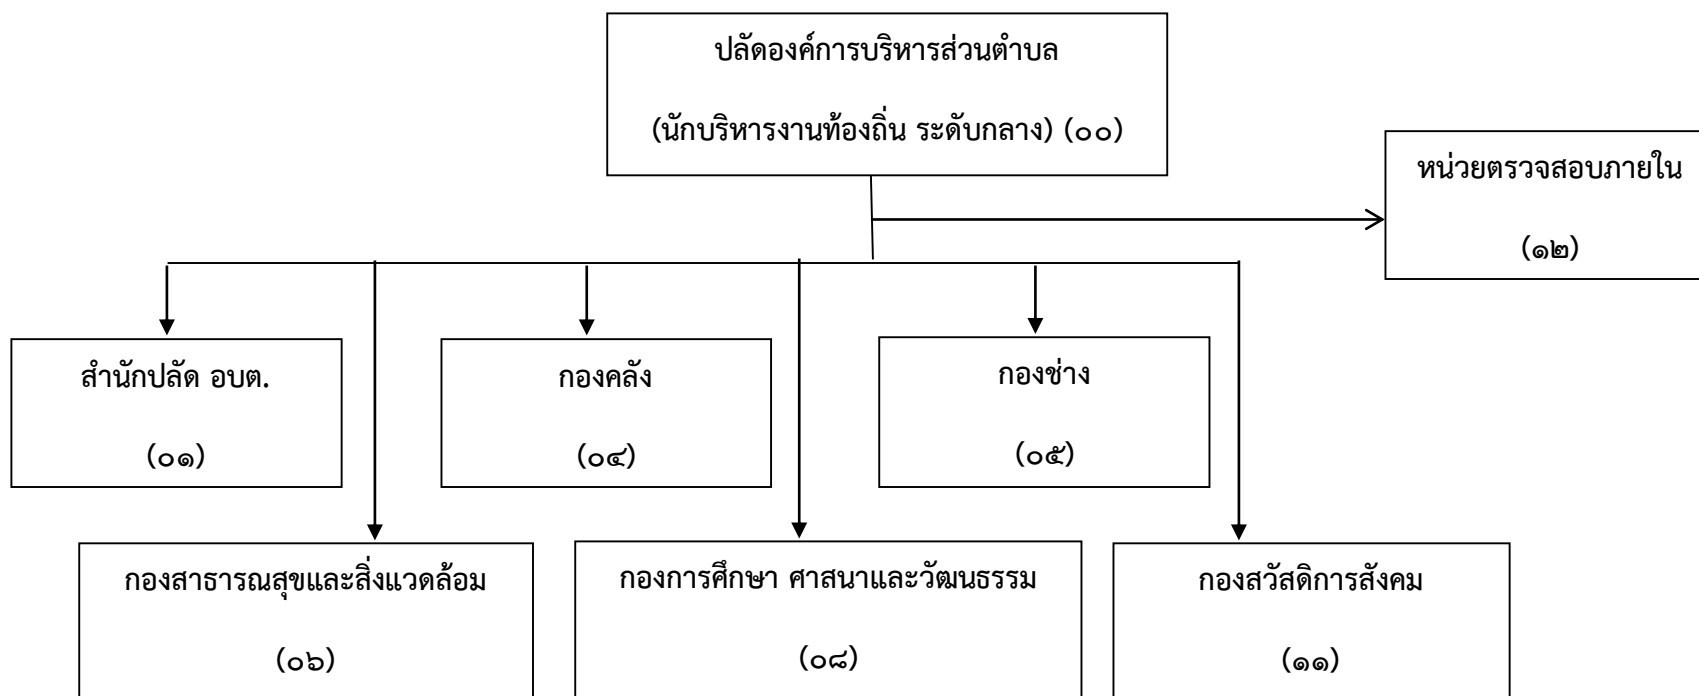 ปลัดองค์การบริหารส่วนตำบล
(นักบริหารงานท้องถิ่น ระดับกลาง) (๐๐)
หน่วยตรวจสอบภายใน
(๑๒)
สำนักปลัด อบต.
(๐๑)
กองคลัง
(๐๔)
กองช่าง
(๐๕)
กองสาธารณสุขและสิ่งแวดล้อม
(๐๖)
กองการศึกษา ศาสนาและวัฒนธรรม
(๐๘)
กองสวัสดิการสังคม
(๑๑)